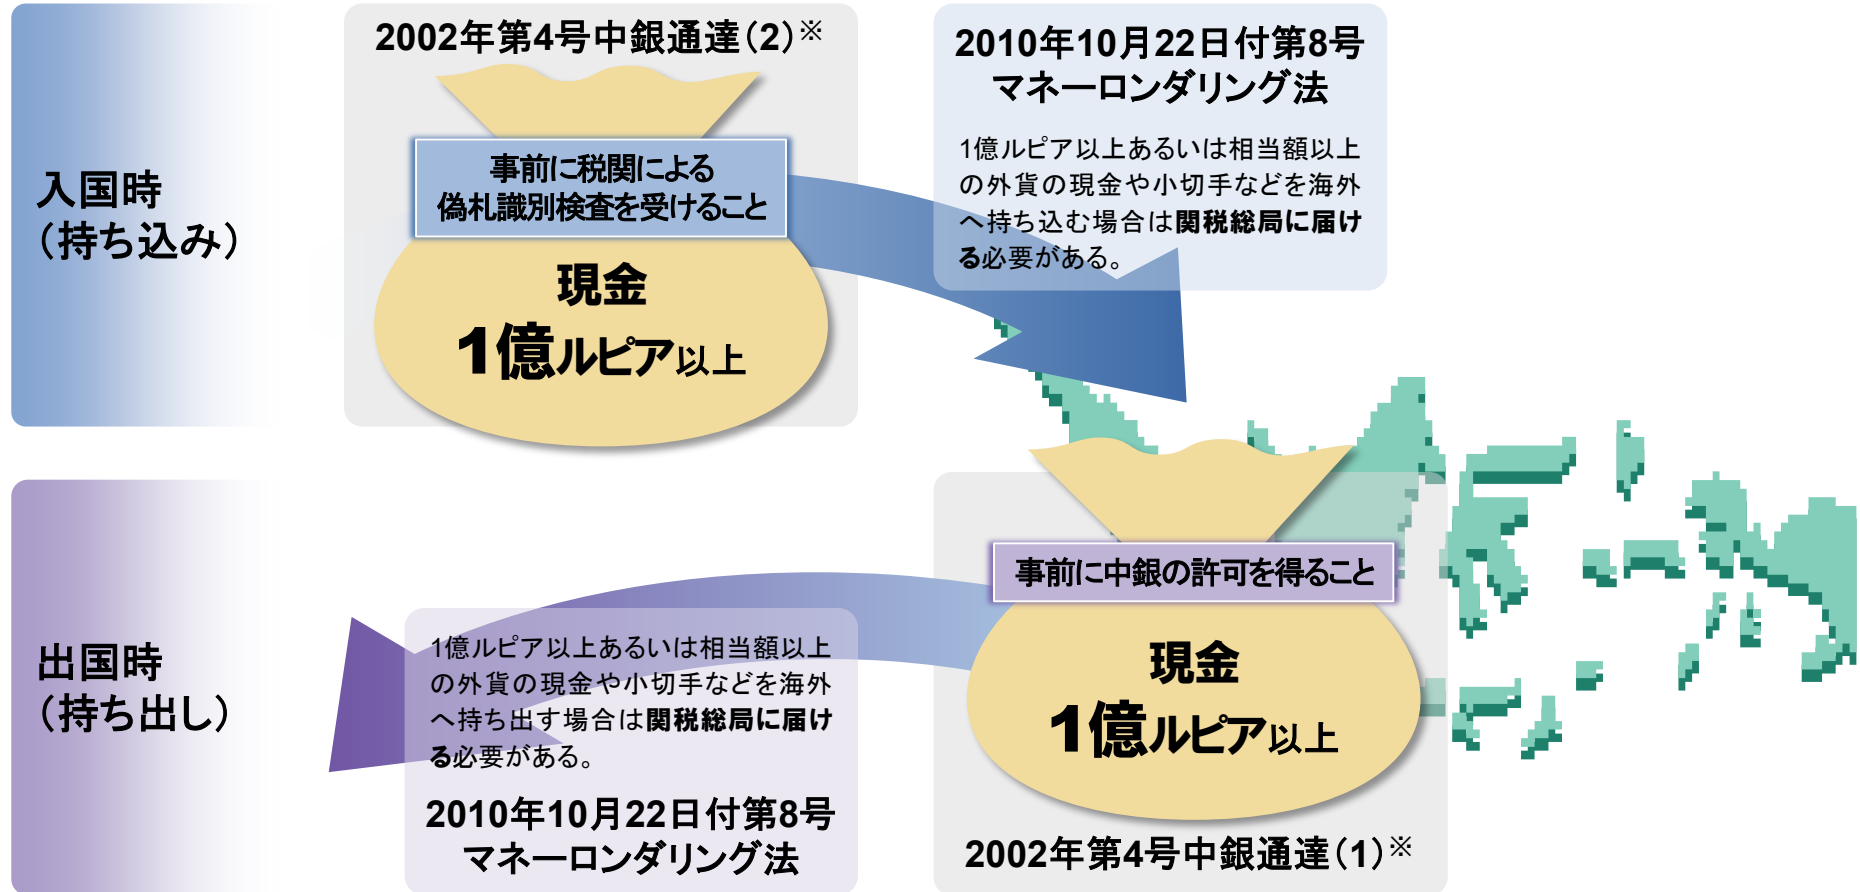 入国時
（持ち込み）
2002年第4号中銀通達（2）※
事前に税関による
偽札識別検査を受けること
現金
1億ルピア以上
2010年10月22日付第8号
マネーロンダリング法
1億ルピア以上あるいは相当額以上
の外貨の現金や小切手などを海外
へ持ち込む場合は関税総局に届け
る必要がある。
出国時
（持ち出し）
1億ルピア以上あるいは相当額以上
の外貨の現金や小切手などを海外
へ持ち出す場合は関税総局に届け
る必要がある。
2010年10月22日付第8号
マネーロンダリング法
事前に中銀の許可を得ること
現金
1億ルピア以上
2002年第4号中銀通達（1）※